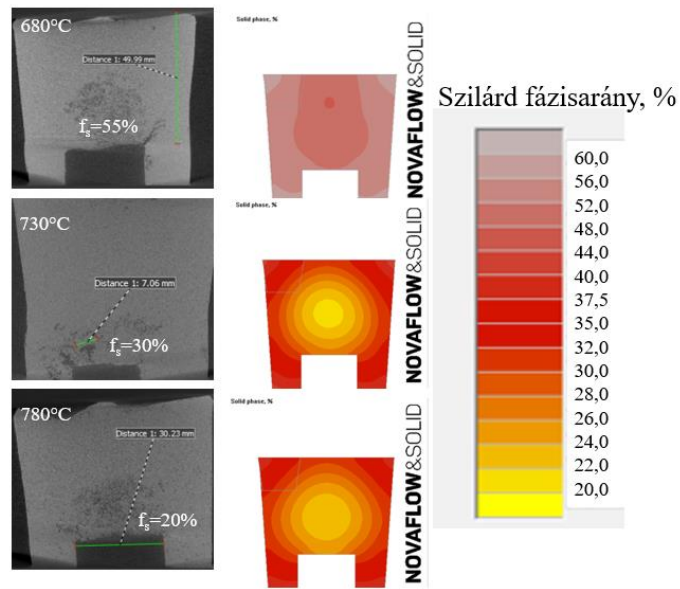 680°C
Distance 1: 49.99 mm
fs=55%
Solid phase, %
NOVAFLOW&SOLID
730°C
Distance 1: 7.06 mm
fs=30%
Solid phase, %
NOVAFLOW&SOLID
780°C
Distance 1: 30.23 mm
fs=20%
Solid phase, %
NOVAFLOW&SOLID
Szilárd fázisarány, %
60,0
56,0
52,0
48,0
44,0
40,0
37,5
35,0
32,0
30,0
28,0
26,0
24,0
22,0
20,0